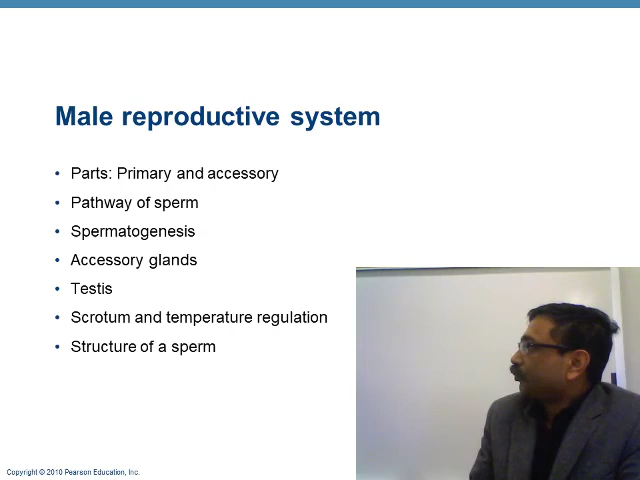 Male reproductive system
• Parts: Primary and accessory
• Pathway of sperm
• Spermatogenesis
• Accessory glands
• Testis
• Scrotum and temperature regulation
• Structure of a sperm
Copyright © 2010 Pearson Education, Inc.